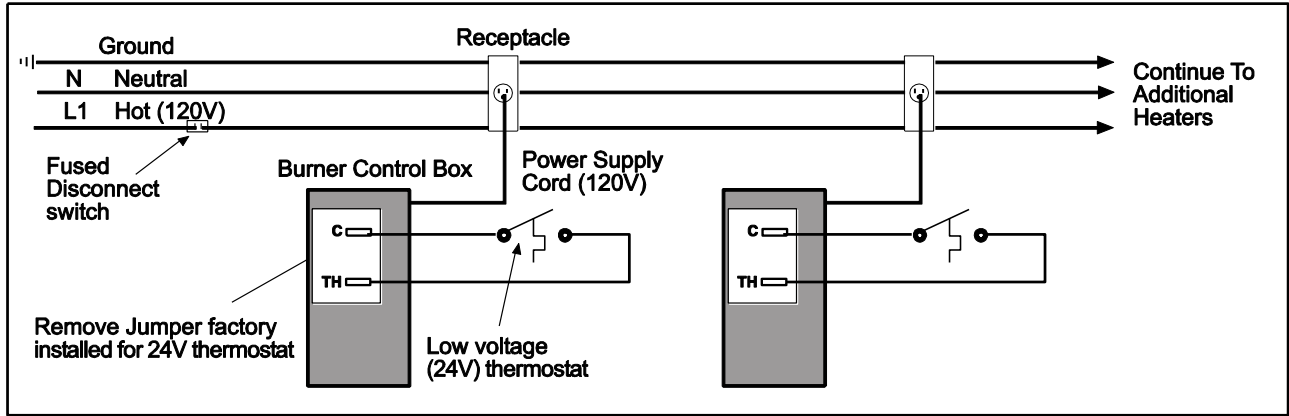 Ground
Receptacle
N Neutral
L1 Hot (120V)
Continue To
Additional
Heaters
Fused
Disconnect
switch
Burner Control Box
Power Supply
Cord (120V)
C
TH
C
TH
Remove Jumper factory
installed for 24V thermostat
Low voltage
(24V) thermostat